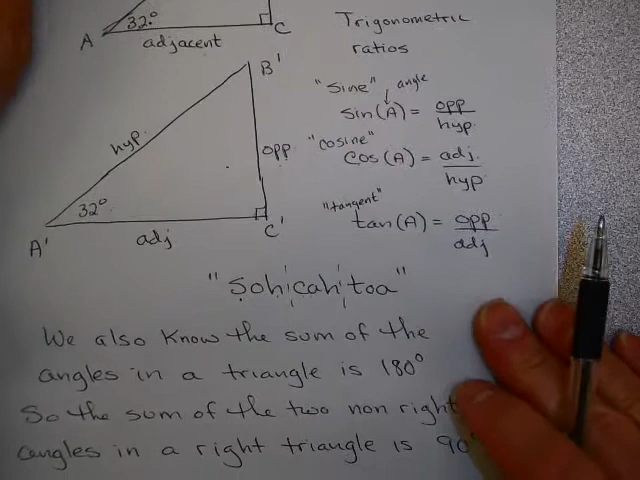 A 32° C
adjacent
Trigonometric
ratios
B'
hyp.
opp
32°
A'
adj
C'
"Sine" angle
sin(A) = opp
hyp.
"cosine"
cos(A) = adj.
hyp
"tangent"
tan(A) = opp
adj
"Sohcahtoa"
We also know the sum of the
angles in a triangle is 180°
So the sum of the two non right
angles in a right triangle is 90°